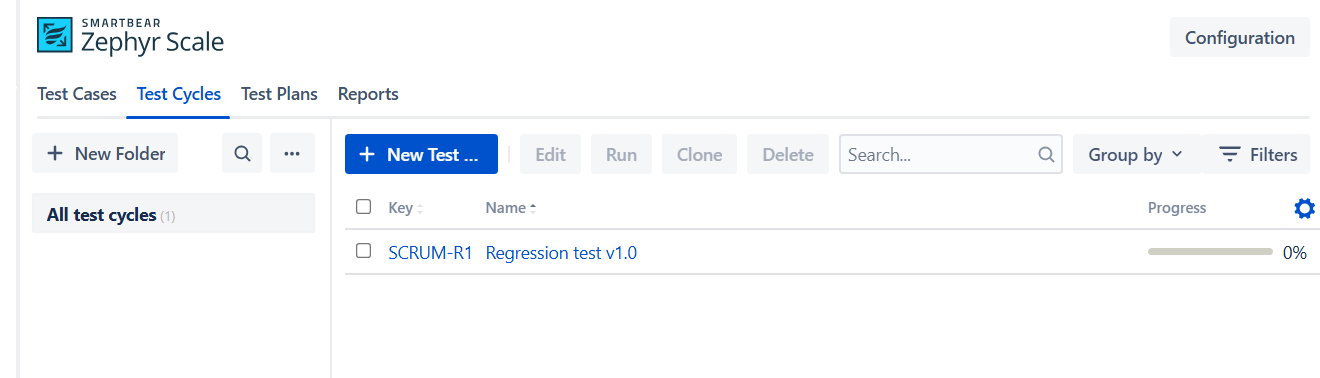 SMARTBEAR
Zephyr Scale
Configuration
Test Cases Test Cycles Test Plans Reports
+ New Folder ...
+ New Test ... Edit Run Clone Delete Search... Group by Filters
All test cycles (1)
Key Name Progress
SCRUM-R1 Regression test v1.0 0%